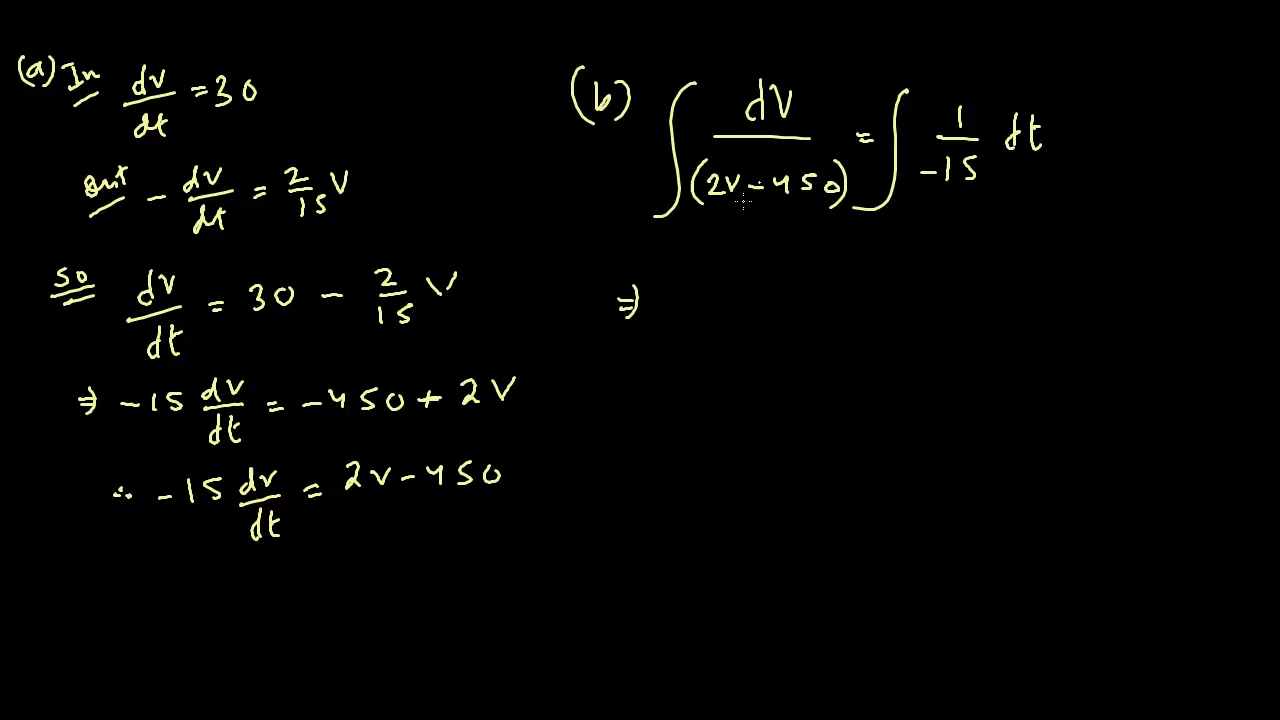 (a) In dv/dt = 30
out - dv/dt = 2/15 V
so dv/dt = 30 - 2/15 V
⇒ -15 dv/dt = -450 + 2V
∴ -15 dv/dt = 2v - 450
(b) ∫ dV/(2v - 450) = ∫ 1/-15 dt
⇒